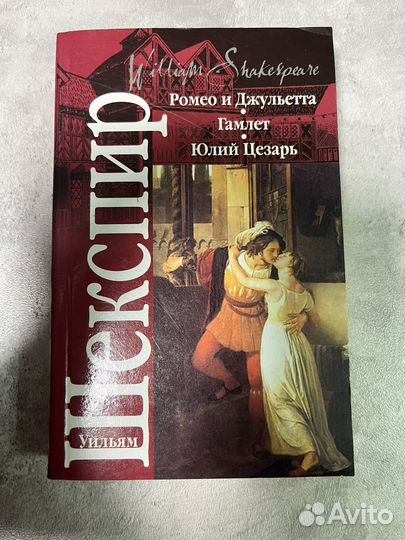 William Shakespeare
Ромео и Джульетта
Гамлет
Юлий Цезарь
Шекспир
Уильям
Avito